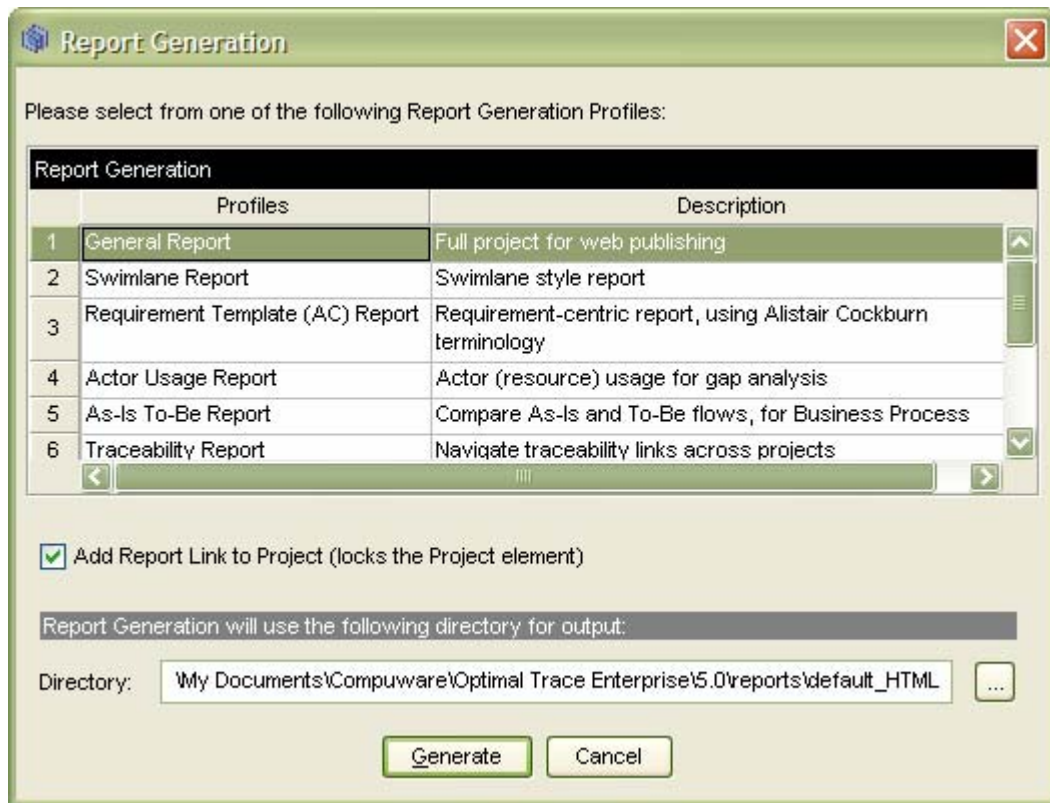 Report Generation
Please select from one of the following Report Generation Profiles:
Report Generation
Profiles Description
1 General Report Full project for web publishing
2 Swimlane Report Swimlane style report
3 Requirement Template (AC) Report Requirement-centric report, using Alistair Cockburn
terminology
4 Actor Usage Report Actor (resource) usage for gap analysis
5 As-Is To-Be Report Compare As-Is and To-Be flows, for Business Process
6 Traceability Report Navigate traceability links across projects
Add Report Link to Project (locks the Project element)
Report Generation will use the following directory for output:
Directory: \My Documents\Compuware\Optimal Trace Enterprise\5.0\reports\default_HTML ...
Generate Cancel